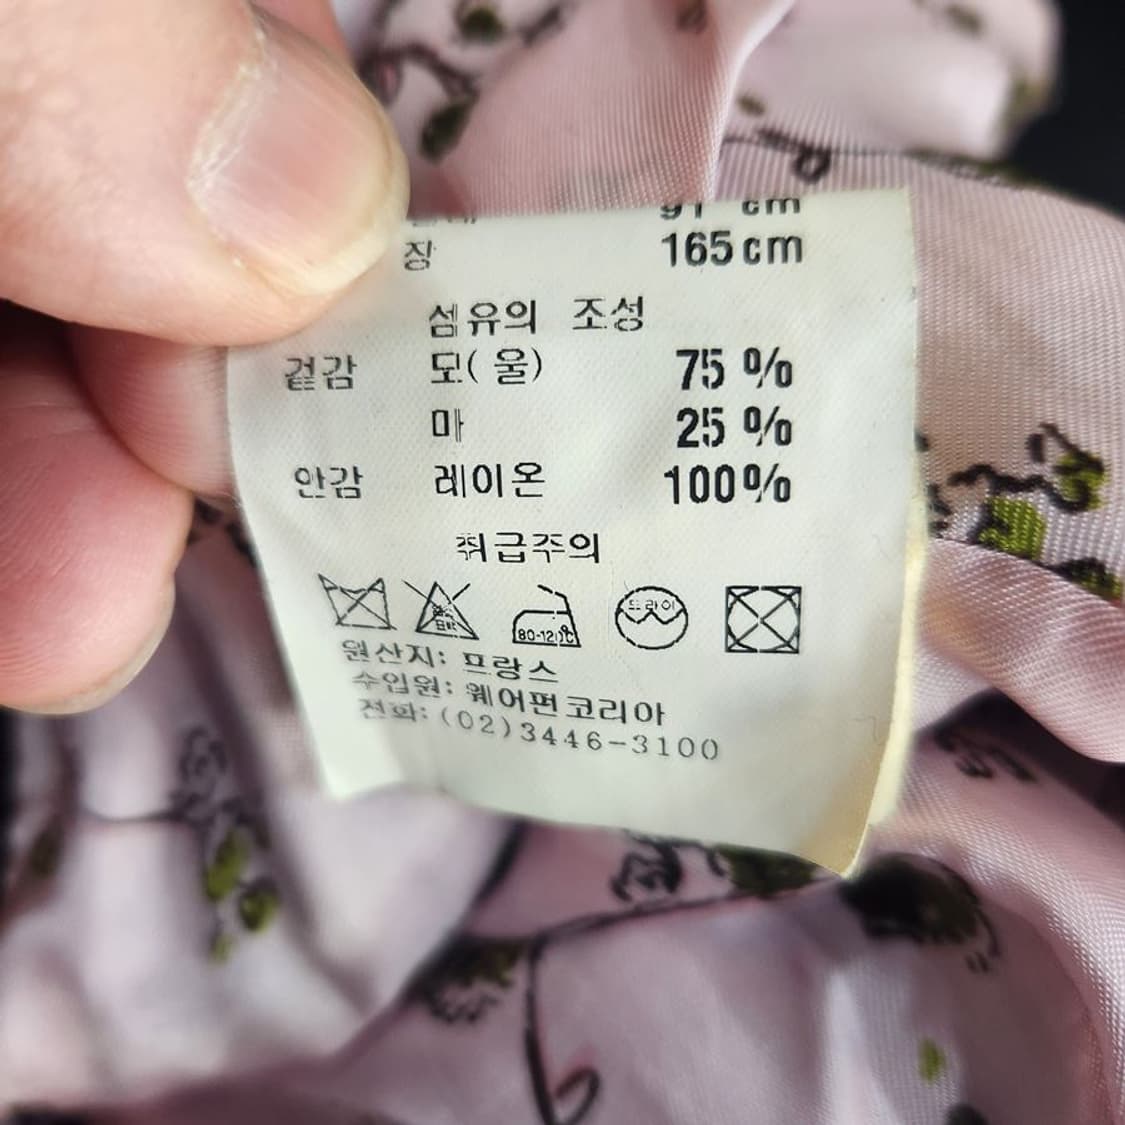 91 cm
장 165cm
섬유의 조성
겉감 모(울) 75%
마 25%
안감 레이온 100%
취급주의
80-120℃ 드라이
원산지: 프랑스
수입원: 웨어펀코리아
전화: (02)3446-3100